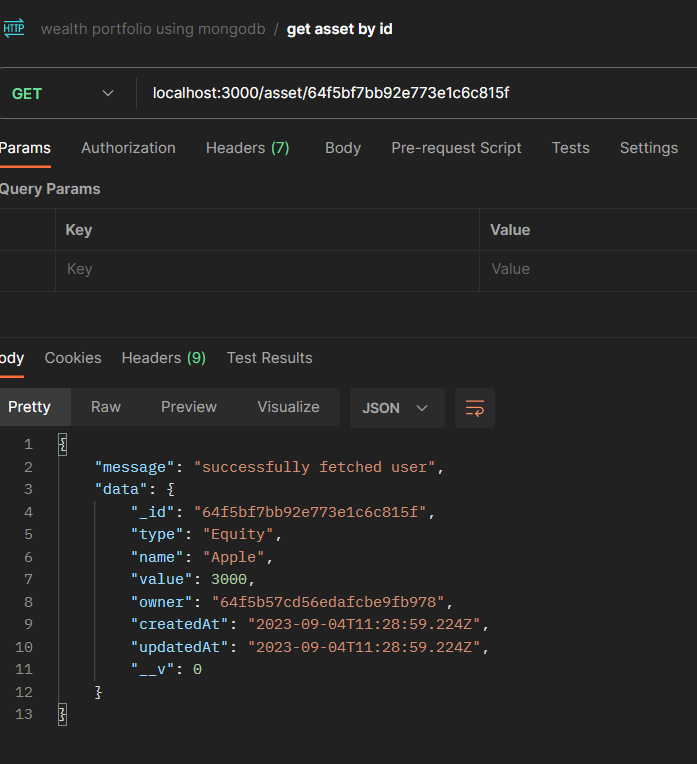 HTTP wealth portfolio using mongodb / get asset by id
GET localhost:3000/asset/64f5bf7bb92e773e1c6c815f
Params Authorization Headers (7) Body Pre-request Script Tests Settings
Query Params
Key Value
Key Value
ody Cookies Headers (9) Test Results
Pretty Raw Preview Visualize JSON
1 {
2 "message": "successfully fetched user",
3 "data": {
4 "_id": "64f5bf7bb92e773e1c6c815f",
5 "type": "Equity",
6 "name": "Apple",
7 "value": 3000,
8 "owner": "64f5b57cd56edafcbe9fb978",
9 "createdAt": "2023-09-04T11:28:59.224Z",
10 "updatedAt": "2023-09-04T11:28:59.224Z",
11 "__v": 0
12 }
13 }